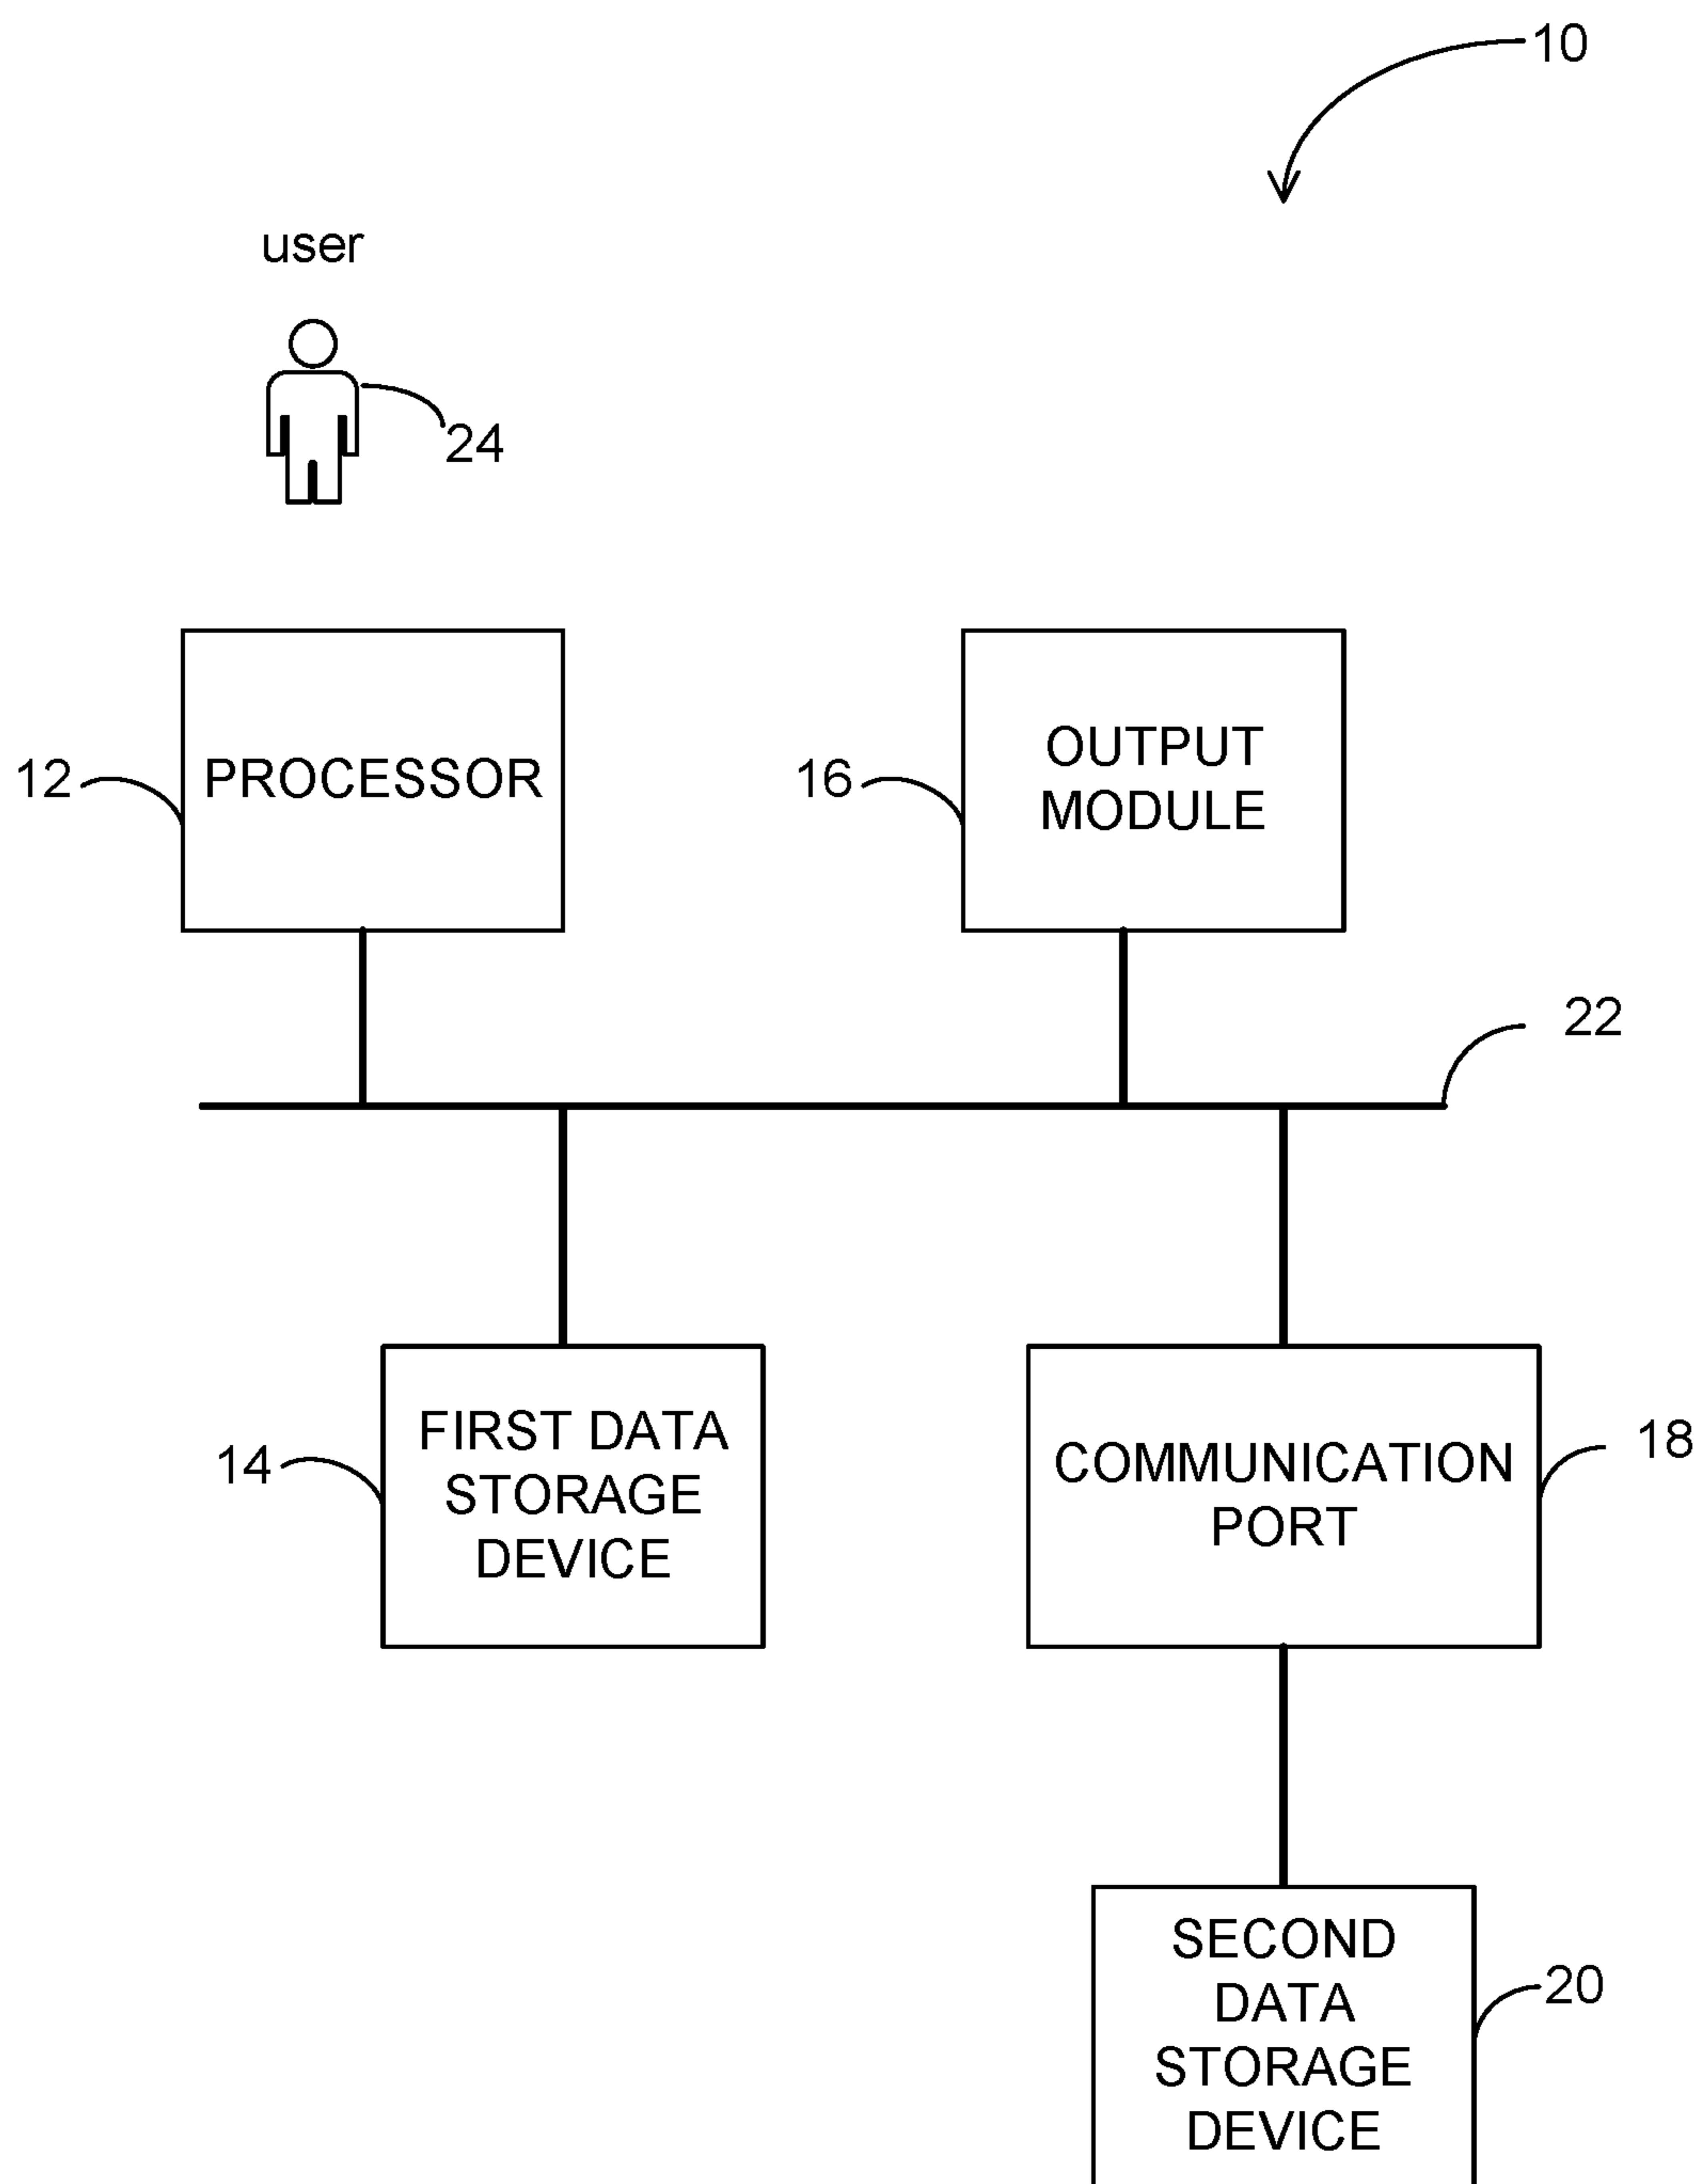 10
user
24
12
PROCESSOR
16
OUTPUT
MODULE
22
14
FIRST DATA
STORAGE
DEVICE
COMMUNICATION
PORT
18
SECOND
DATA
STORAGE
DEVICE
20